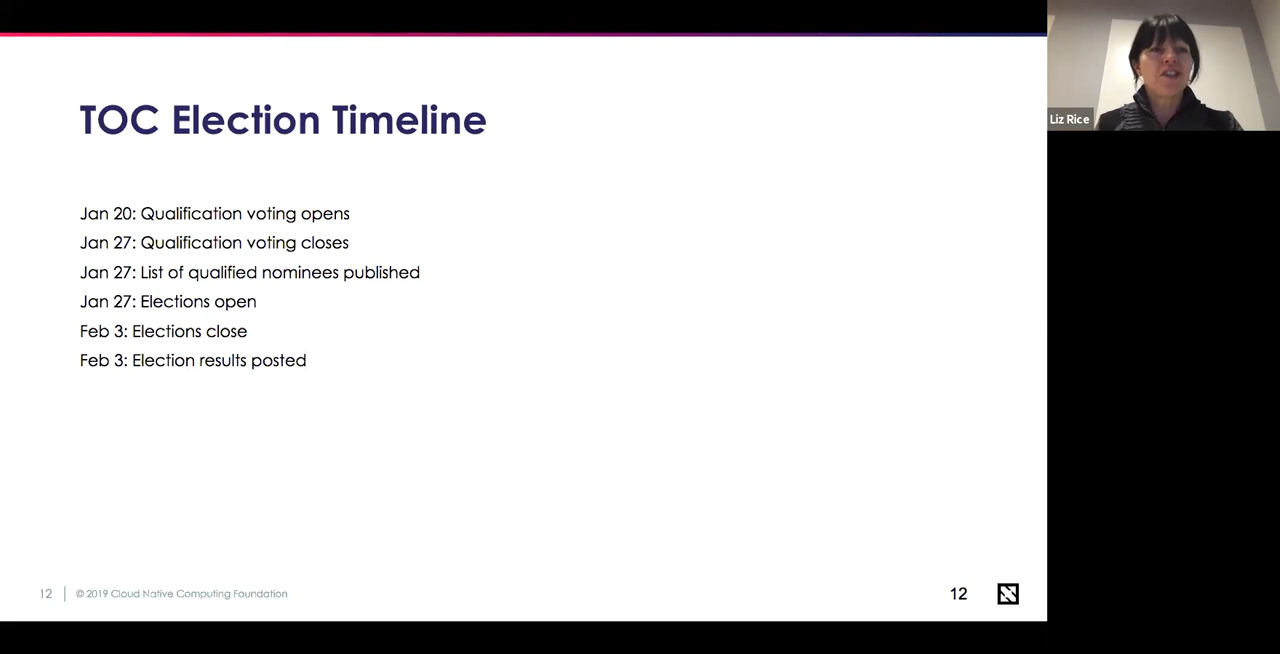 TOC Election Timeline
Jan 20: Qualification voting opens
Jan 27: Qualification voting closes
Jan 27: List of qualified nominees published
Jan 27: Elections open
Feb 3: Elections close
Feb 3: Election results posted
12 | © 2019 Cloud Native Computing Foundation
12
Liz Rice